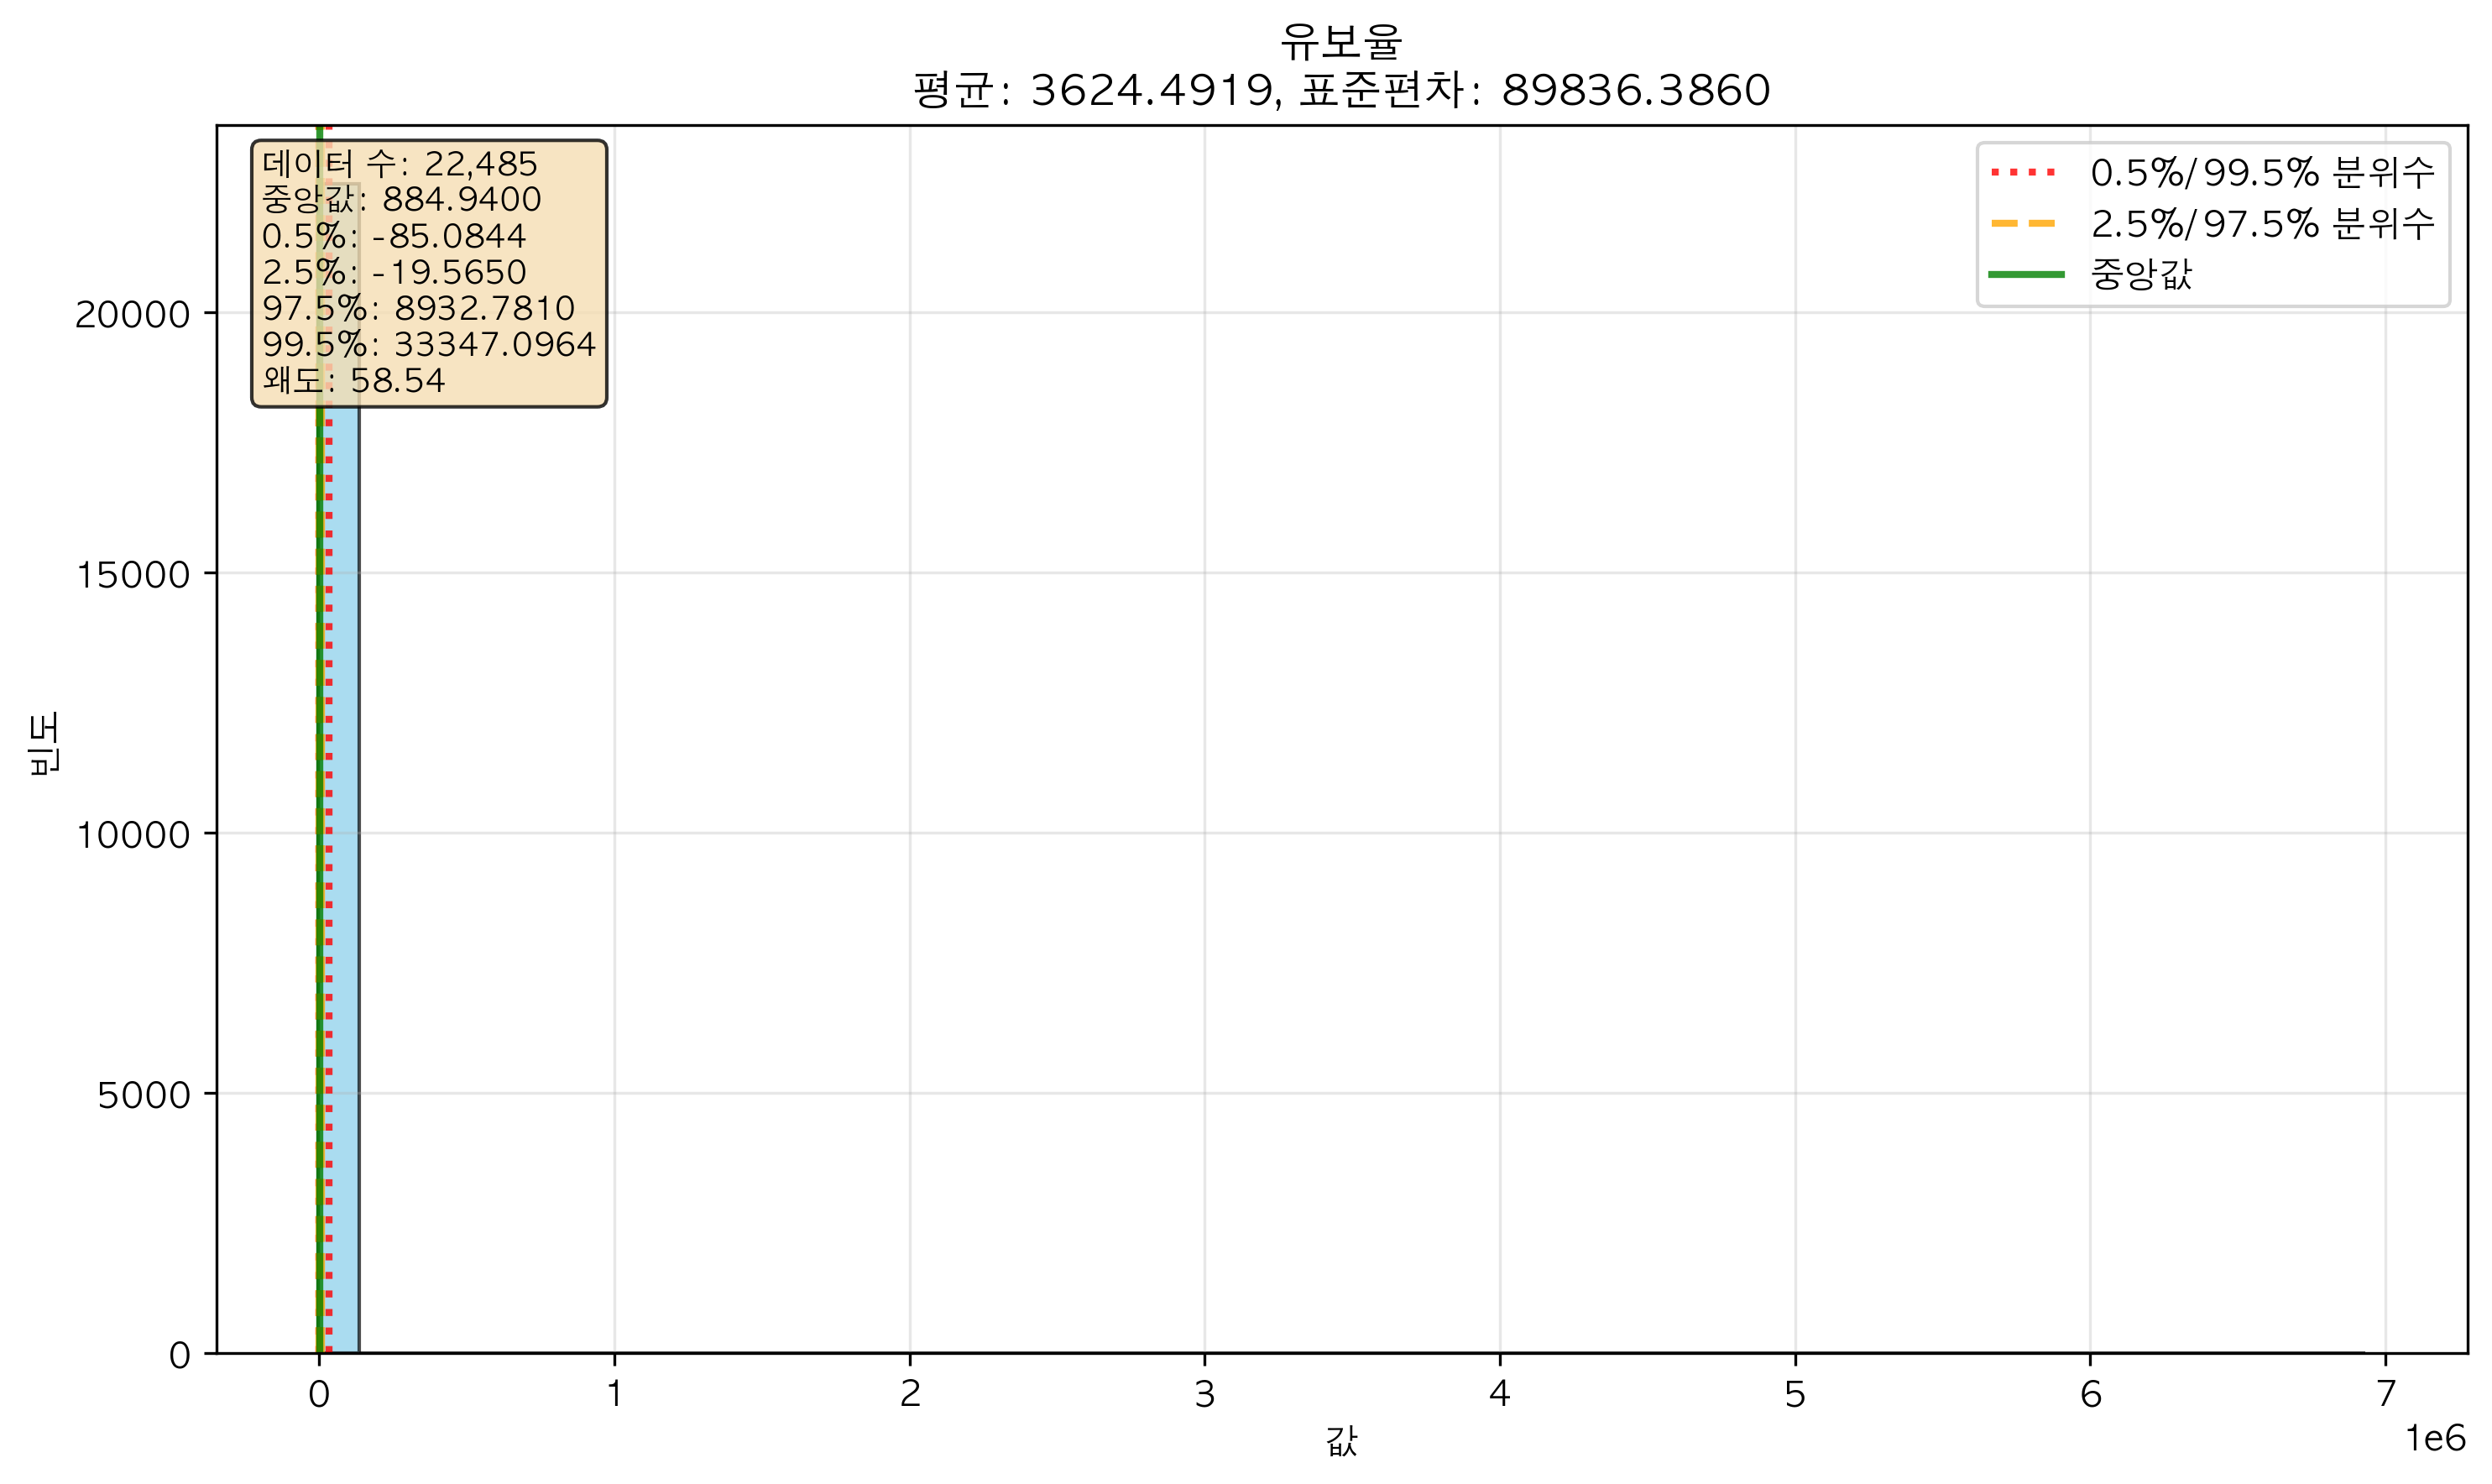 유보율
평균: 3624.4919, 표준편차: 89836.3860
데이터 수: 22,485
중앙값: 884.9400
0.5%: -85.0844
2.5%: -19.5650
97.5%: 8932.7810
99.5%: 33347.0964
왜도: 58.54
0.5%/99.5% 분위수
2.5%/97.5% 분위수
중앙값
빈도
20000
15000
10000
5000
0
0 1 2 3 4 5 6 7
값
1e6